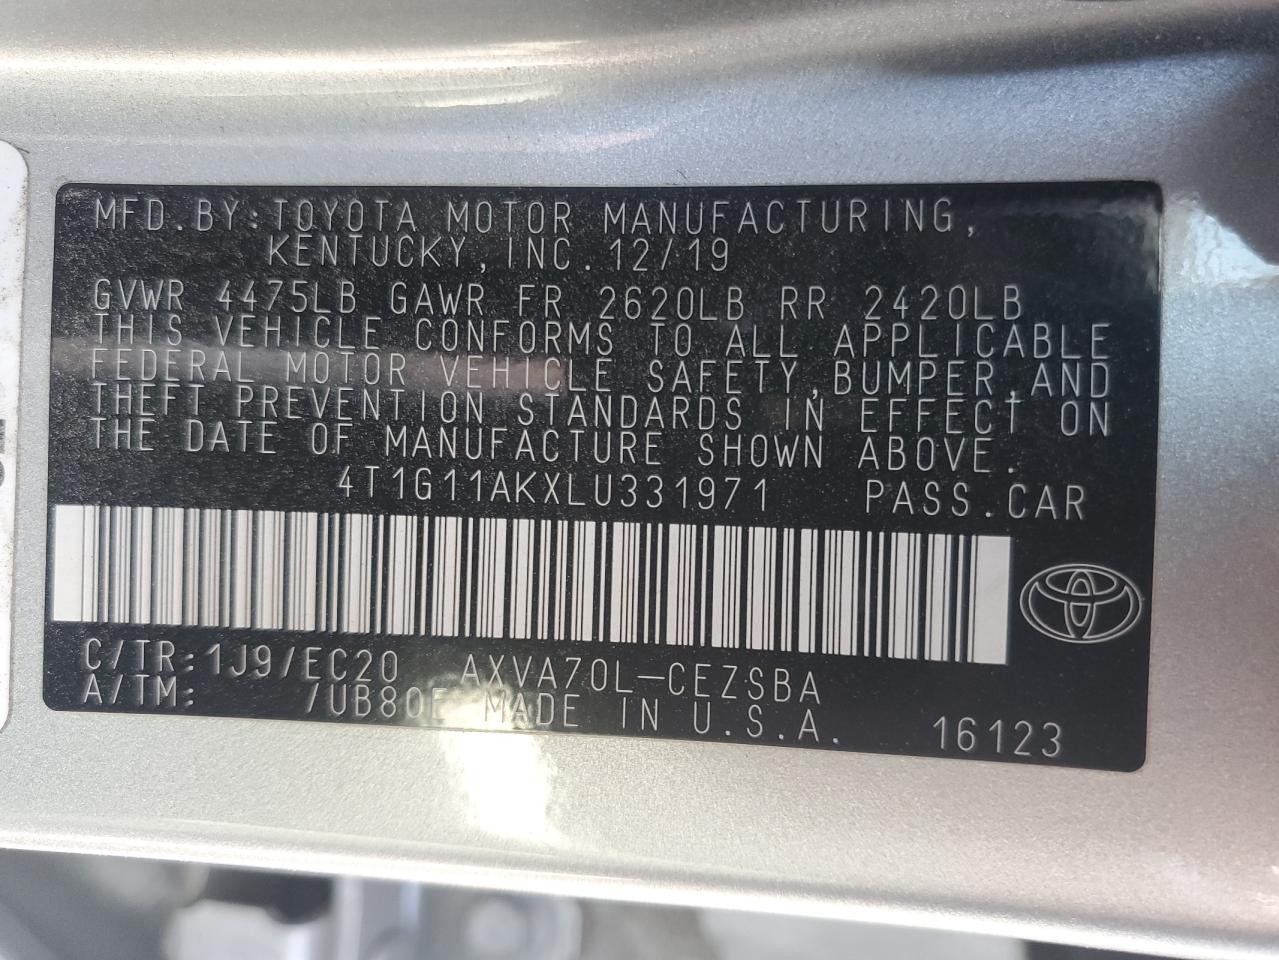 MFD.BY:TOYOTA MOTOR MANUFACTURING,
KENTUCKY,INC.12/19
GVWR 4475LB GAWR FR 2620LB RR 2420LB
THIS VEHICLE CONFORMS TO ALL APPLICABLE
FEDERAL MOTOR VEHICLE SAFETY,BUMPER,AND
THEFT PREVENTION STANDARDS IN EFFECT ON
THE DATE OF MANUFACTURE SHOWN ABOVE.
4T1G11AKXLU331971 PASS.CAR
C/TR:1J9/EC20 AXVA70L-CEZSBA
A/TM: /UB80E MADE IN U.S.A. 16123